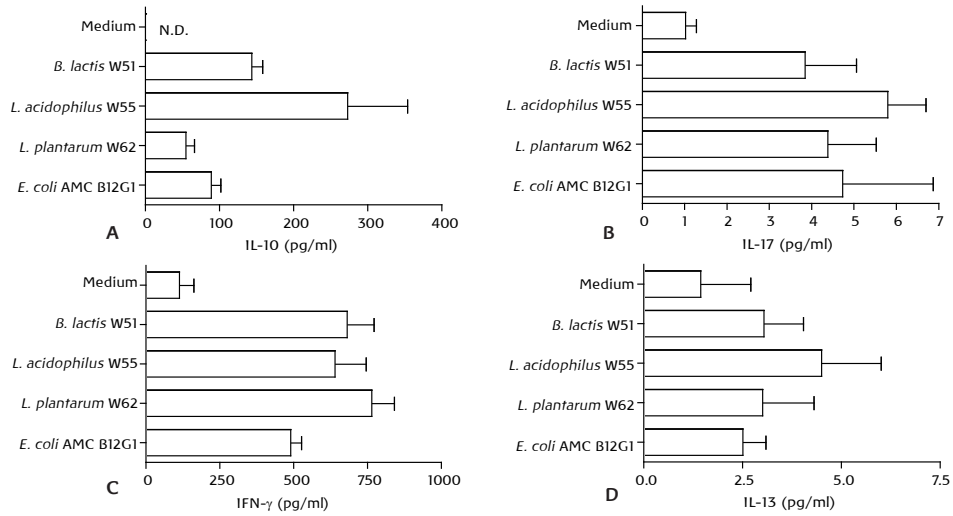 Medium
N.D.
B. lactis W51
L. acidophilus W55
L. plantarum W62
E. coli AMC B12G1
0 100 200 300 400
A
IL-10 (pg/ml)
Medium
B. lactis W51
L. acidophilus W55
L. plantarum W62
E. coli AMC B12G1
0 1 2 3 4 5 6 7
B
IL-17 (pg/ml)
Medium
B. lactis W51
L. acidophilus W55
L. plantarum W62
E. coli AMC B12G1
0 250 500 750 1000
C
IFN-γ (pg/ml)
Medium
B. lactis W51
L. acidophilus W55
L. plantarum W62
E. coli AMC B12G1
0.0 2.5 5.0 7.5
D
IL-13 (pg/ml)